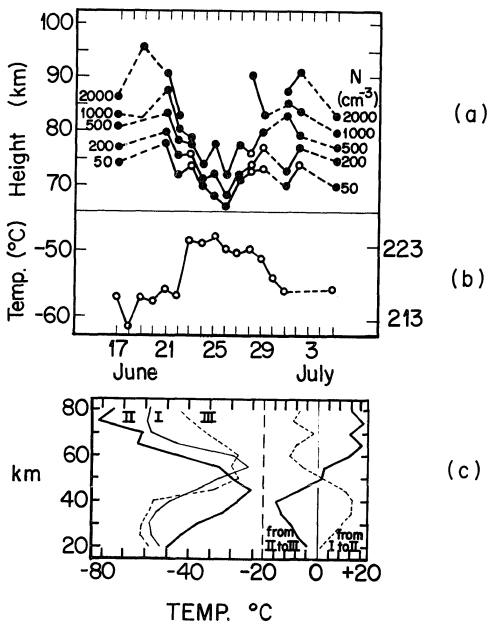 100
90
80
70
Height (km)
2000
1000
500
200
50
N
(cm⁻³)
2000
1000
500
200
50
(a)
Temp. (°C)
-50
-60
223
213
(b)
17 21 25 29 3
June July
80
60
40
20
km
II I III
from
II to III
from
I to II
(c)
-80 -40 -20 0 +20
TEMP. °C